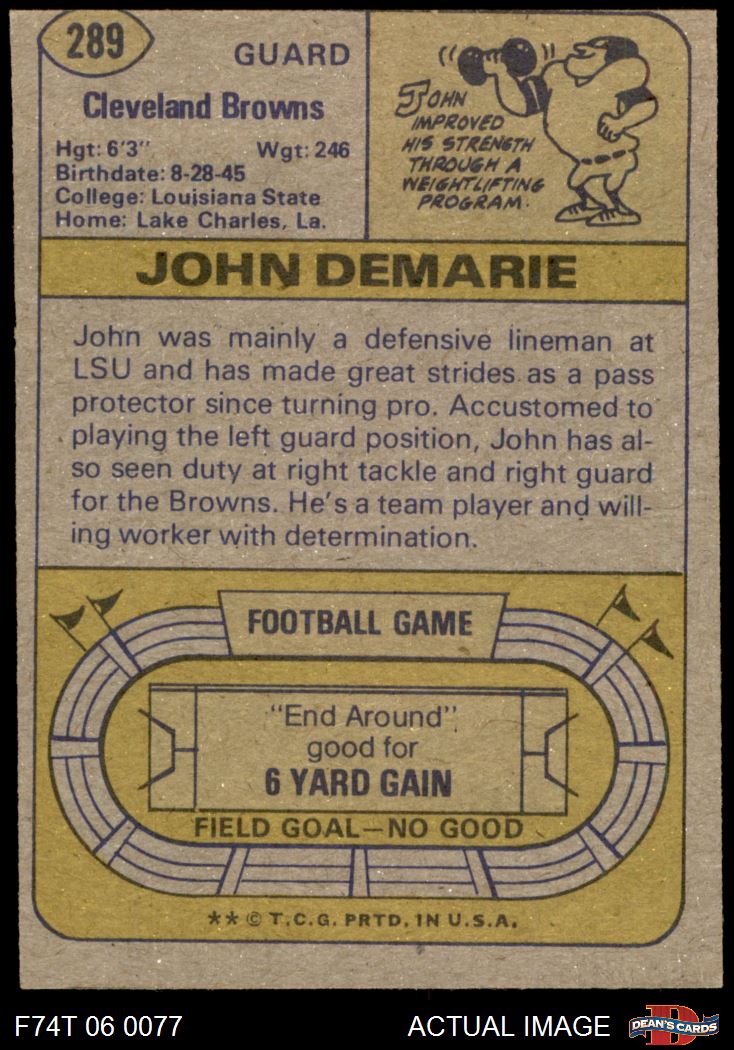 289
GUARD
Cleveland Browns
Hgt: 6'3" Wgt: 246
Birthdate: 8-28-45
College: Louisiana State
Home: Lake Charles, La.
JOHN
IMPROVED
HIS STRENGTH
THROUGH A
WEIGHTLIFTING
PROGRAM.
JOHN DEMARIE
John was mainly a defensive lineman at
LSU and has made great strides as a pass
protector since turning pro. Accustomed to
playing the left guard position, John has al-
so seen duty at right tackle and right guard
for the Browns. He's a team player and will-
ing worker with determination.
FOOTBALL GAME
"End Around"
good for
6 YARD GAIN
FIELD GOAL—NO GOOD
** © T.C.G. PRTD. IN U.S.A.
F74T 06 0077 ACTUAL IMAGE
D
DEAN'S CARDS